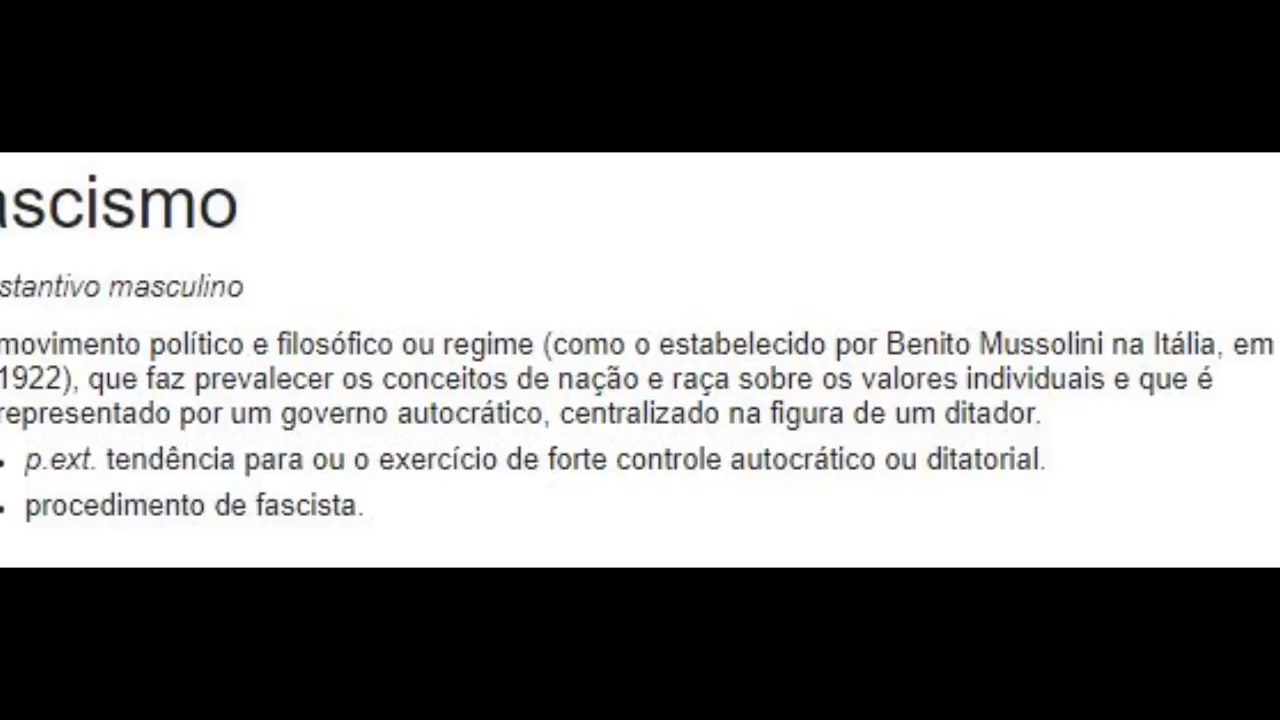 ascismo
stantivo masculino
movimento político e filosófico ou regime (como o estabelecido por Benito Mussolini na Itália, em
1922), que faz prevalecer os conceitos de nação e raça sobre os valores individuais e que é
representado por um governo autocrático, centralizado na figura de um ditador.
• p.ext. tendência para ou o exercício de forte controle autocrático ou ditatorial.
• procedimento de fascista.